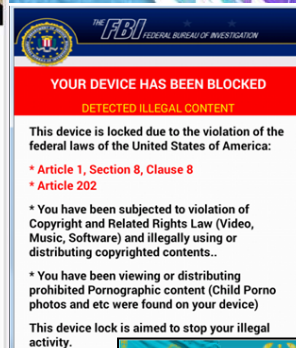 THE FBI FEDERAL BUREAU OF INVESTIGATION
YOUR DEVICE HAS BEEN BLOCKED
DETECTED ILLEGAL CONTENT
This device is locked due to the violation of the
federal laws of the United States of America:
* Article 1, Section 8, Clause 8
* Article 202
* You have been subjected to violation of
Copyright and Related Rights Law (Video,
Music, Software) and illegally using or
distributing copyrighted contents..
* You have been viewing or distributing
prohibited Pornographic content (Child Porno
photos and etc were found on your device)
This device lock is aimed to stop your illegal
activity.